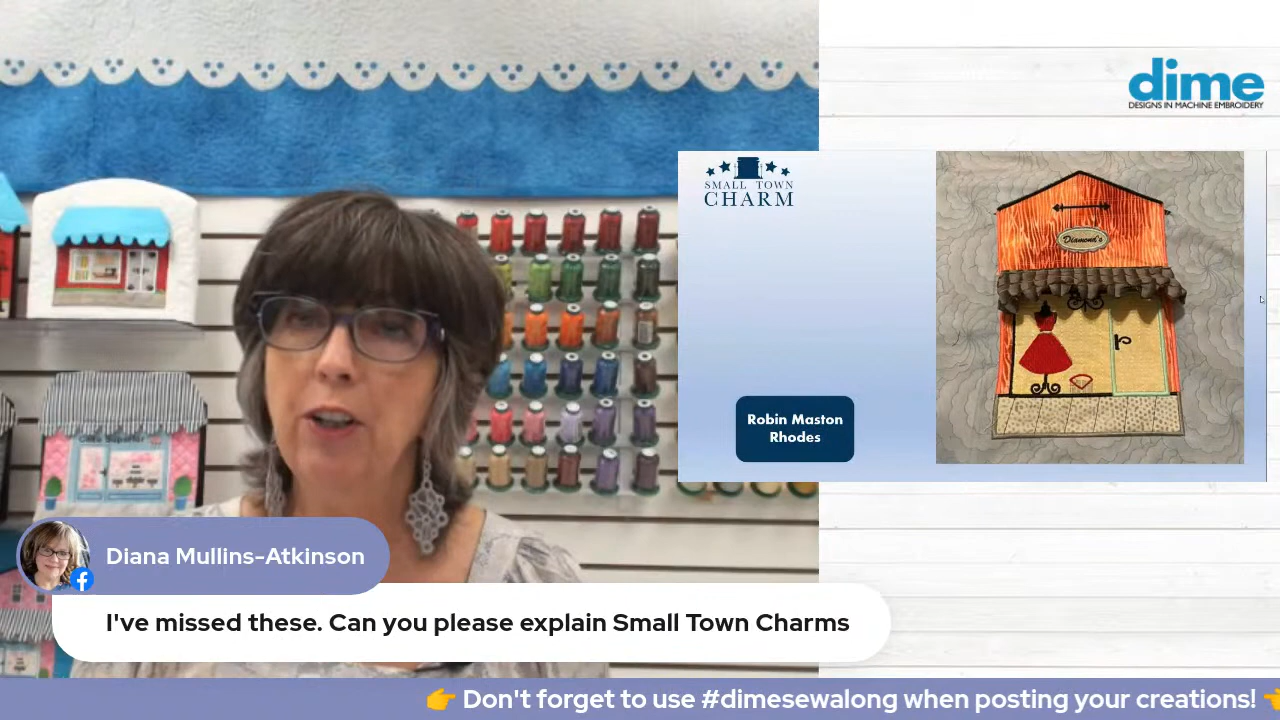 dime
DESIGNS IN MACHINE EMBROIDERY
SMALL TOWN
CHARM
Diamond's
Robin Maston
Rhodes
Diana Mullins-Atkinson
I've missed these. Can you please explain Small Town Charms
👉 Don't forget to use #dimesewalong when posting your creations! 👈